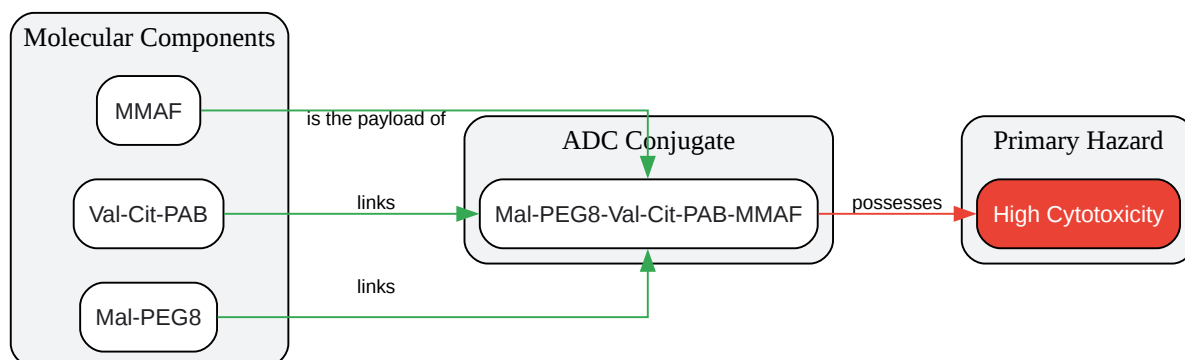 Molecular Components
MMAF
is the payload of
ADC Conjugate
Primary Hazard
Val-Cit-PAB
links
Mal-PEG8-Val-Cit-PAB-MMAF
possesses
High Cytotoxicity
links
Mal-PEG8